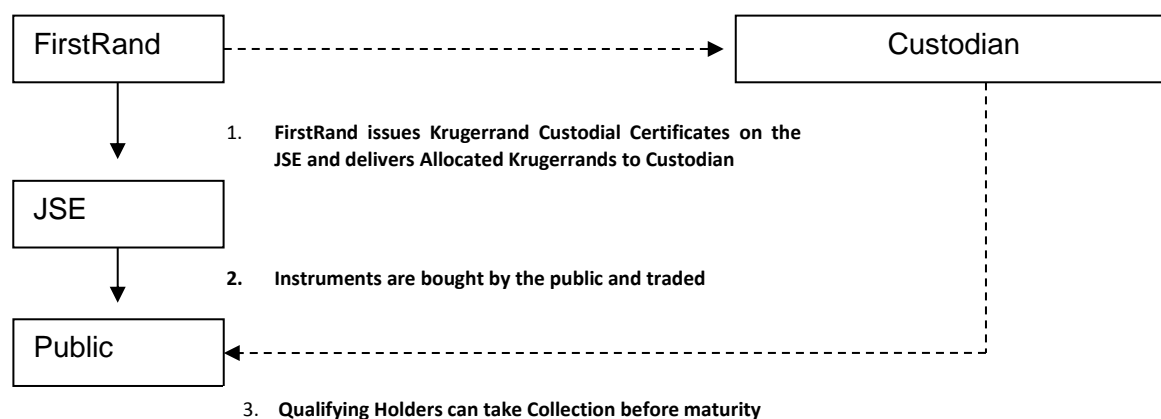 FirstRand
Custodian
1. FirstRand issues Krugerrand Custodial Certificates on the
JSE and delivers Allocated Krugerrands to Custodian
JSE
2. Instruments are bought by the public and traded
Public
3. Qualifying Holders can take Collection before maturity